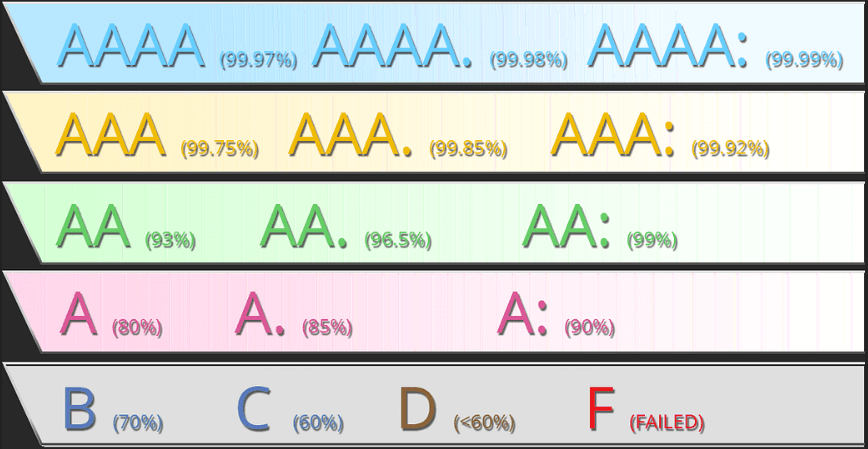 AAAA (99.97%) AAAA. (99.98%) AAAA: (99.99%)
AAA (99.75%) AAA. (99.85%) AAA: (99.92%)
AA (93%) AA. (96.5%) AA: (99%)
A (80%) A. (85%) A: (90%)
B (70%) C (60%) D (<60%) F (FAILED)